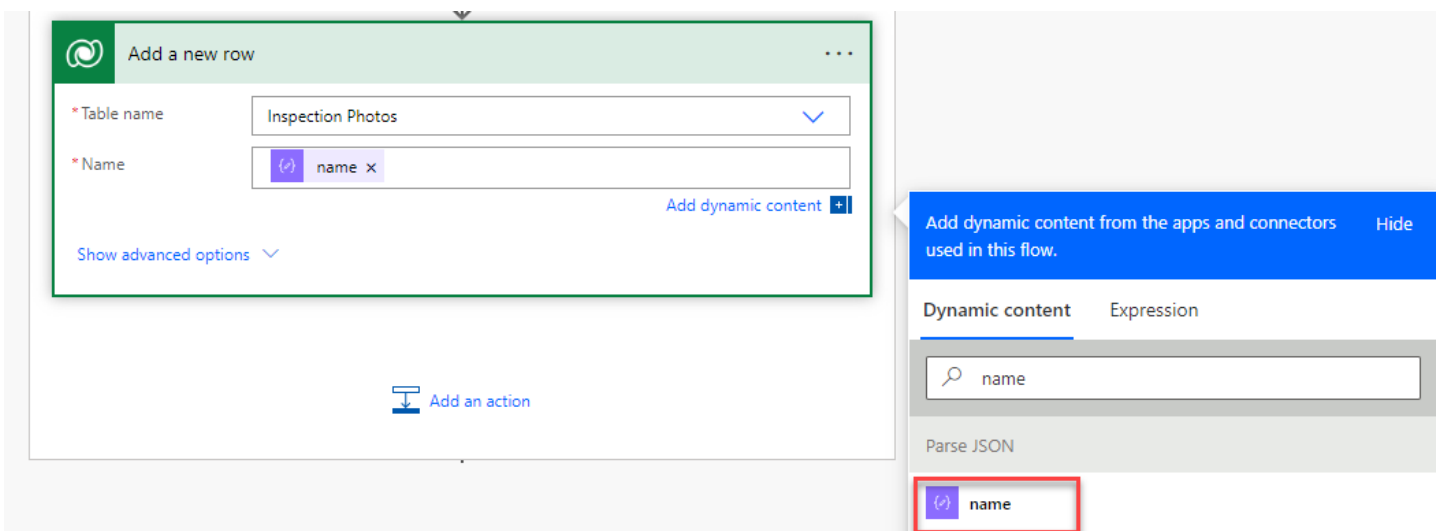 Add a new row
...
* Table name
Inspection Photos
* Name
name ×
Add dynamic content
Show advanced options
Add an action
Add dynamic content from the apps and connectors
used in this flow.
Hide
Dynamic content
Expression
name
Parse JSON
name